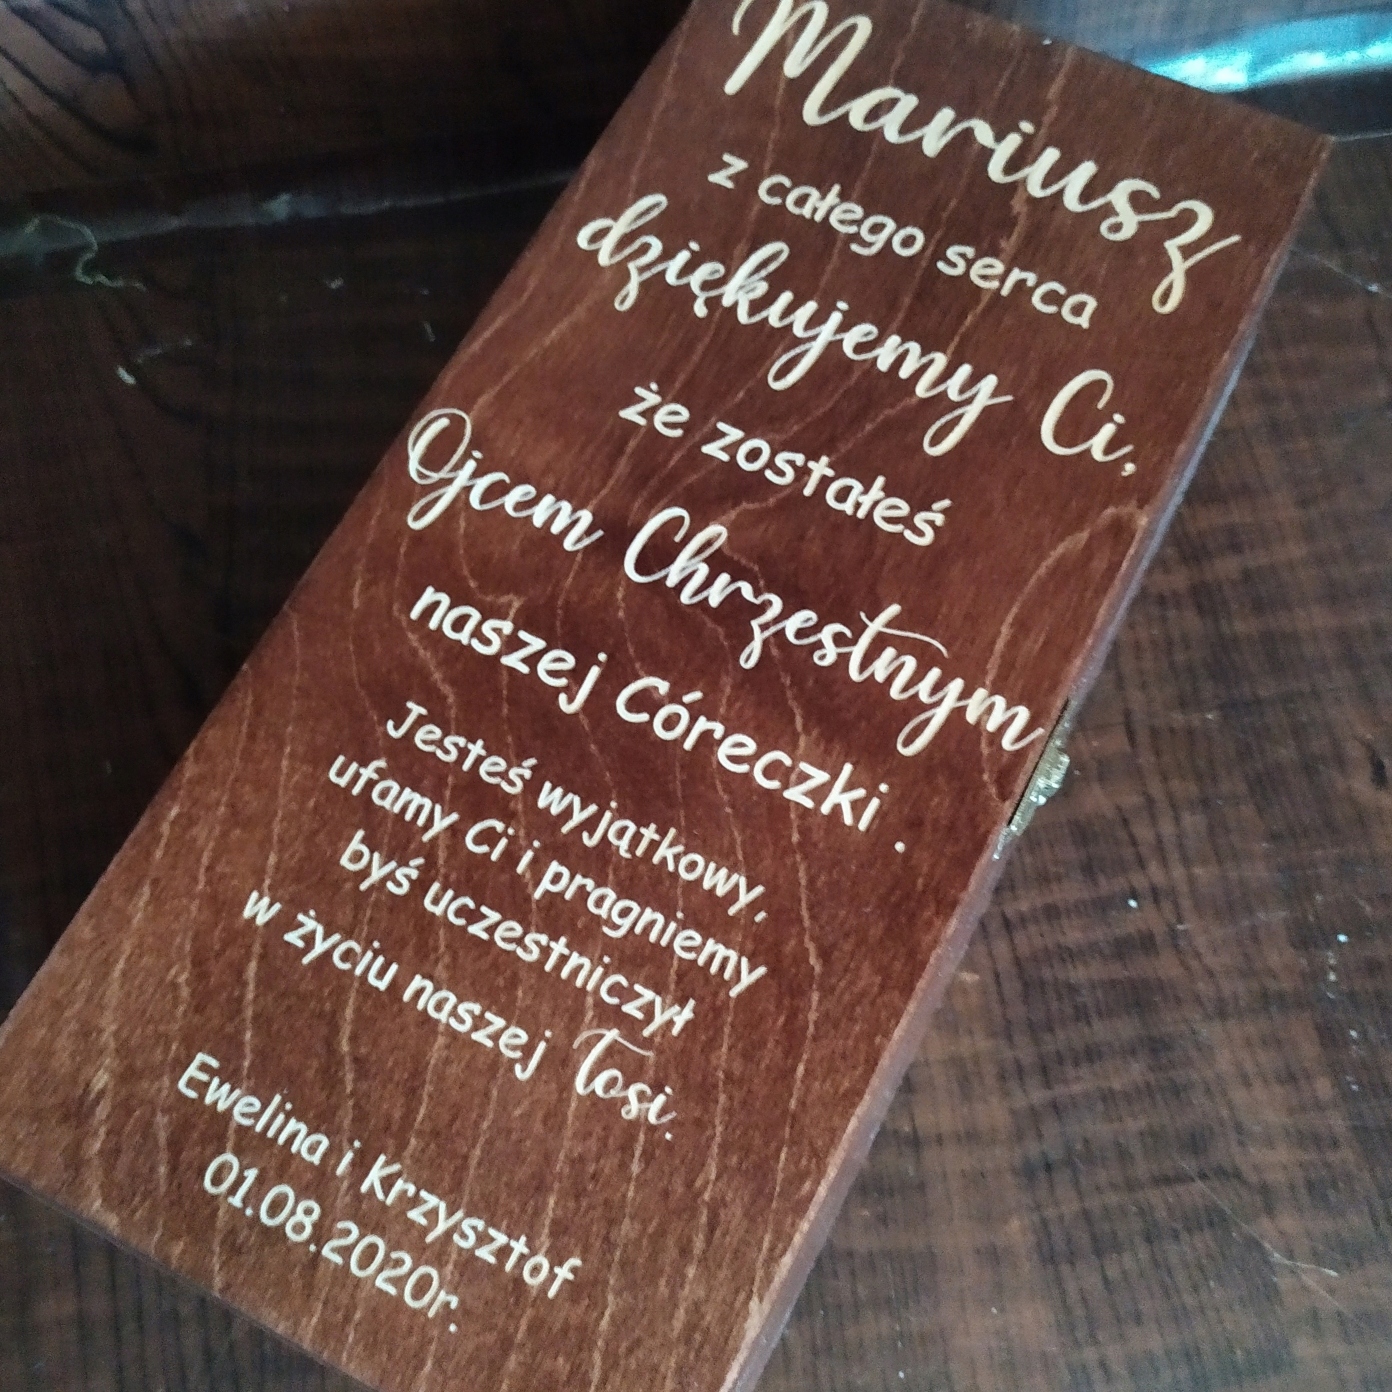 Mariusz
z całego serca
dziękujemy Ci,
że zostałeś
Ojcem Chrzestnym
naszej Córeczki .
Jesteś wyjątkowy,
ufamy Ci i pragniemy
byś uczestniczył
w życiu naszej Tosi.
Ewelina i Krzysztof
01.08.2020r.